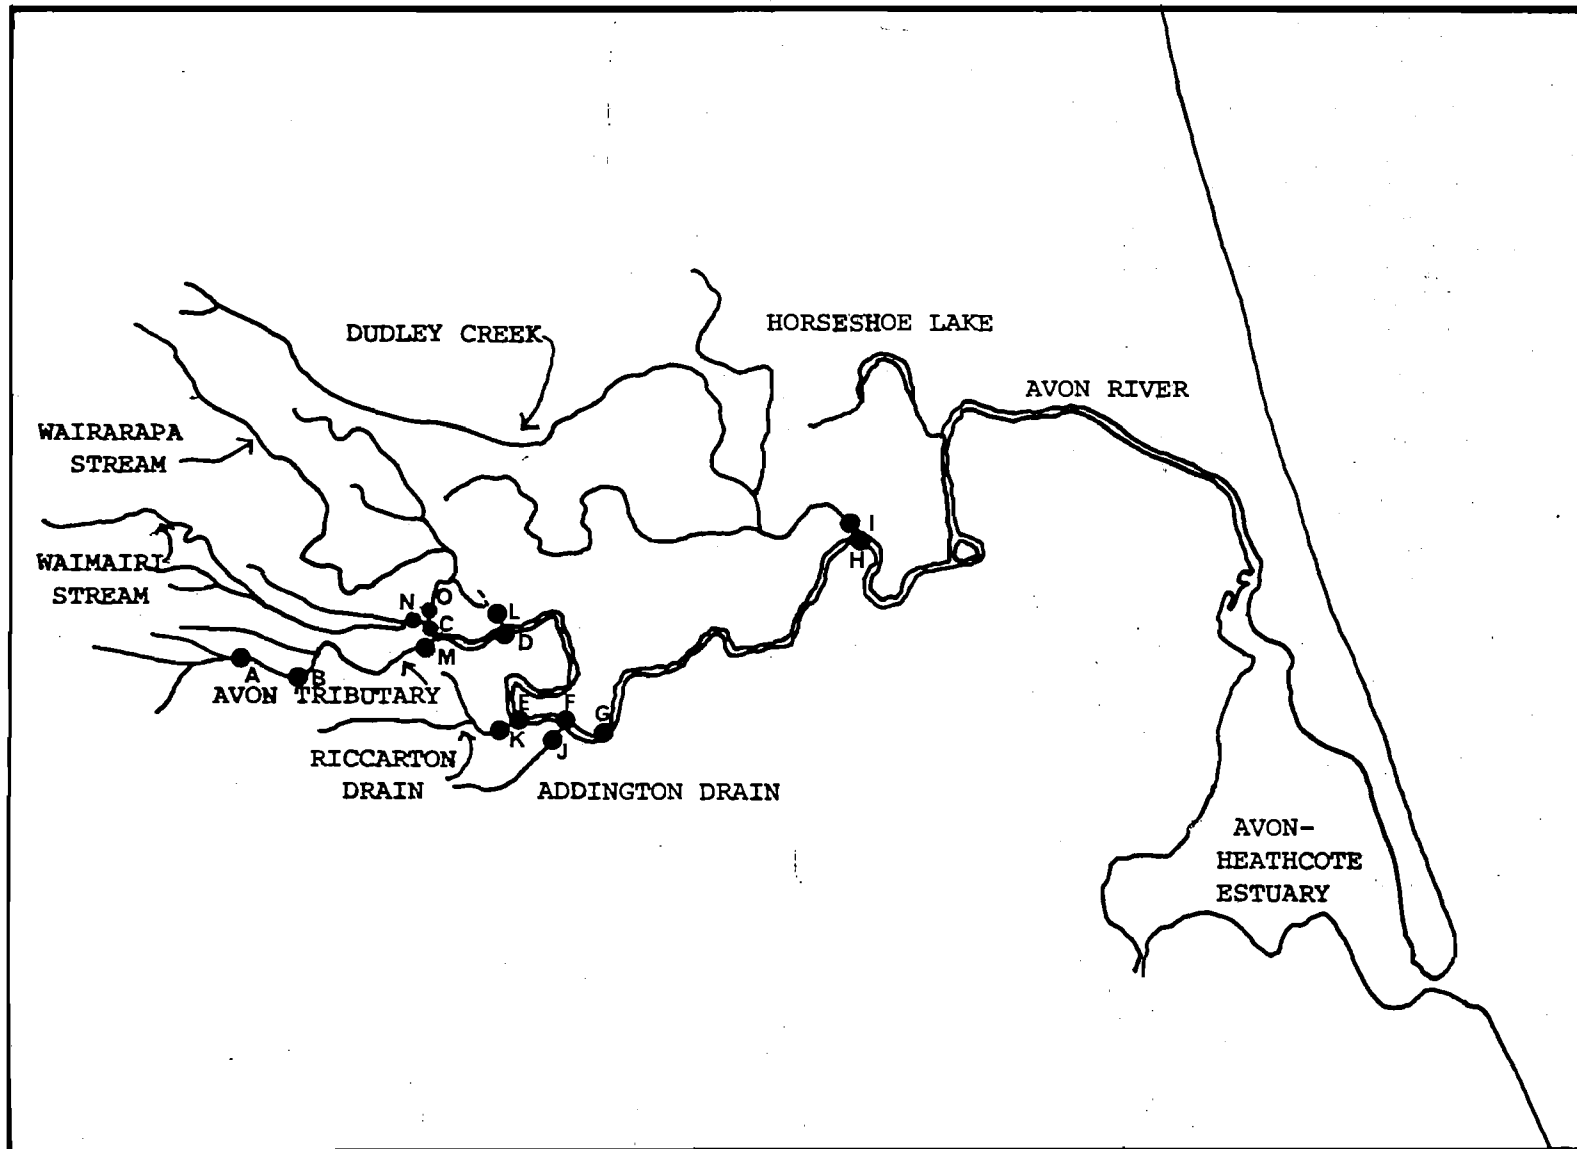 DUDLEY CREEK
HORSESHOE LAKE
AVON RIVER
WAIRARAPA
STREAM
WAIMAIRI
STREAM
N
O
C
L
D
M
A
B
AVON TRIBUTARY
I
H
E
F
G
K
J
RICCARTON
DRAIN
ADDINGTON DRAIN
AVON-
HEATHCOTE
ESTUARY